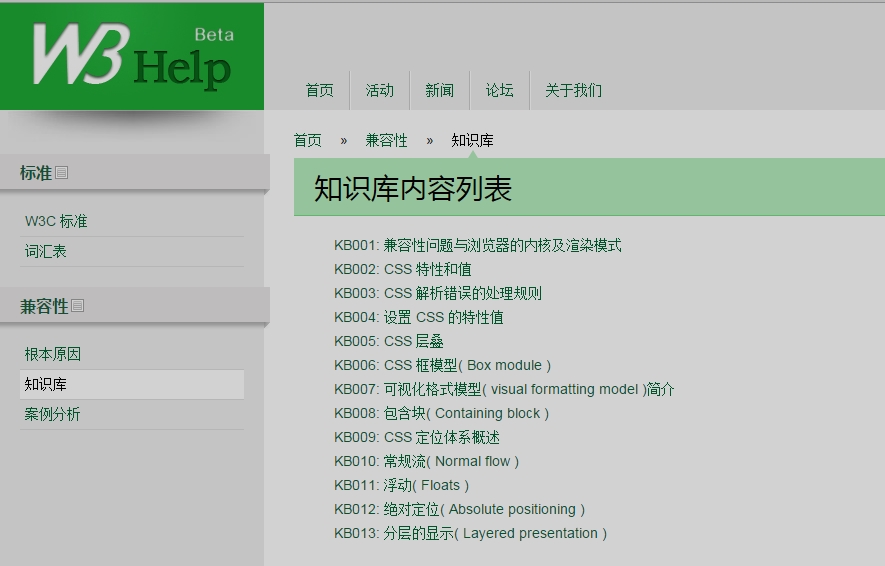 W3 Help Beta
首页 活动 新闻 论坛 关于我们
首页 » 兼容性 » 知识库
标准
W3C 标准
词汇表
兼容性
根本原因
知识库
案例分析
知识库内容列表
KB001: 兼容性问题与浏览器的内核及渲染模式
KB002: CSS 特性和值
KB003: CSS 解析错误的处理规则
KB004: 设置 CSS 的特性值
KB005: CSS 层叠
KB006: CSS 框模型( Box module )
KB007: 可视化格式模型( visual formatting model )简介
KB008: 包含块( Containing block )
KB009: CSS 定位体系概述
KB010: 常规流( Normal flow )
KB011: 浮动( Floats )
KB012: 绝对定位( Absolute positioning )
KB013: 分层的显示( Layered presentation )